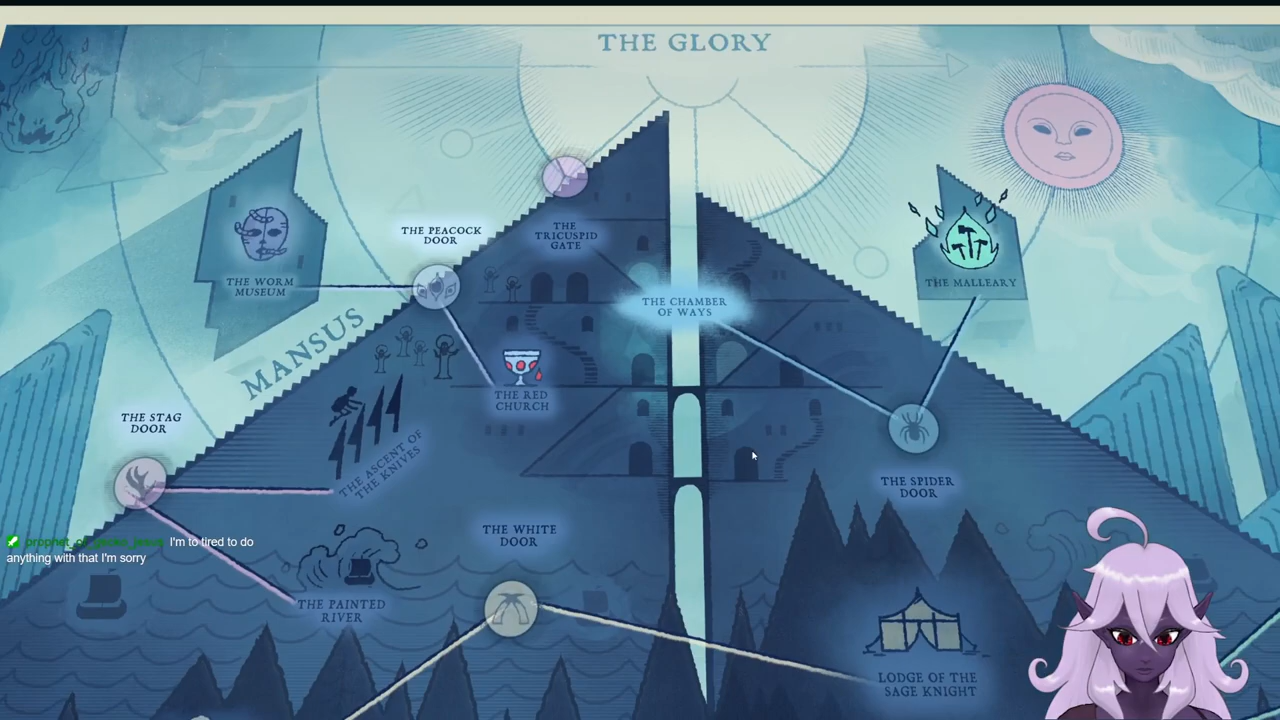 THE GLORY
THE PEACOCK
DOOR
THE
TRICUSPID
GATE
THE WORM
MUSEUM
THE CHAMBER
OF WAYS
THE MALLEARY
MANSUS
THE RED
CHURCH
THE STAG
DOOR
THE ASCENT OF
THE KNIVES
THE SPIDER
DOOR
THE WHITE
DOOR
I'm to tired to do
anything with that I'm sorry
THE PAINTED
RIVER
LODGE OF THE
SAGE KNIGHT